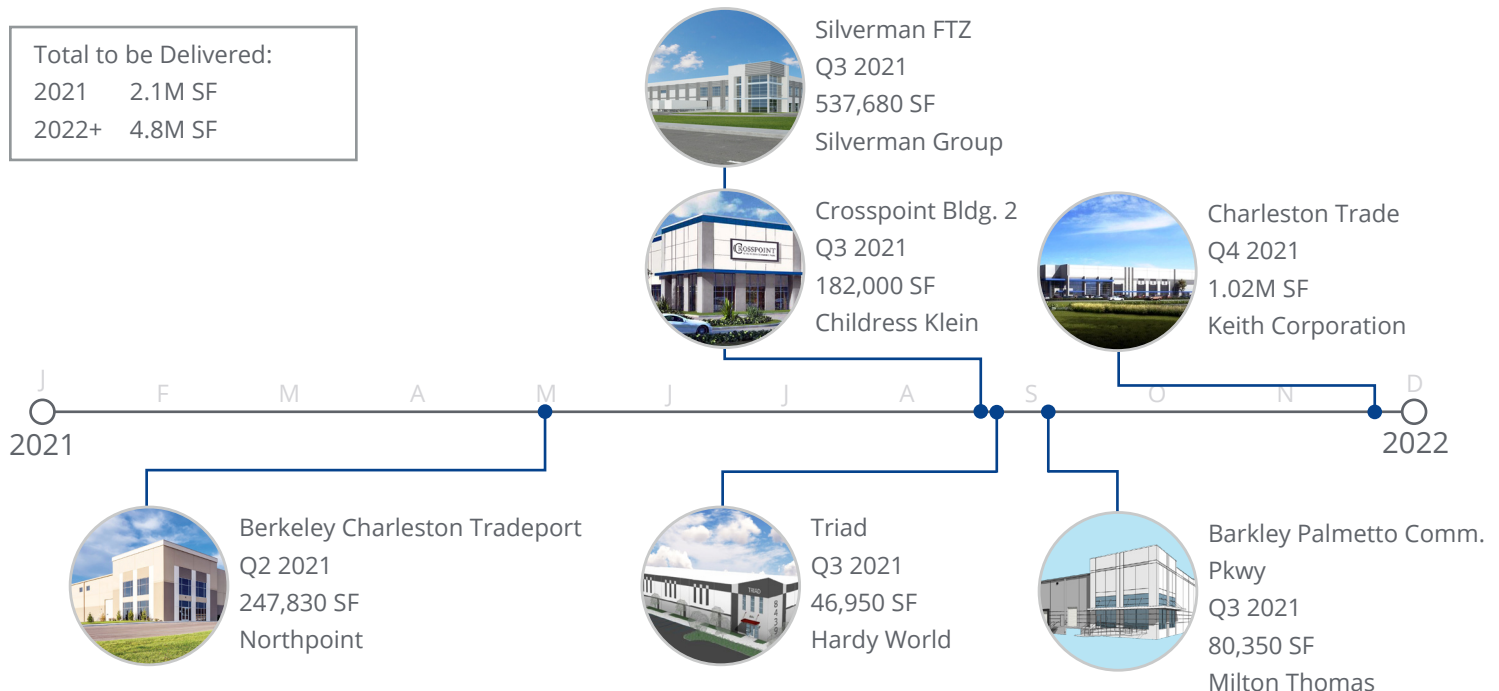 Total to be Delivered:
2021 2.1M SF
2022+ 4.8M SF
Silverman FTZ
Q3 2021
537,680 SF
Silverman Group
Crosspoint Bldg. 2
Q3 2021
182,000 SF
Childress Klein
CROSSPOINT
Charleston Trade
Q4 2021
1.02M SF
Keith Corporation
J F M A M J J A S O N D
2021
2022
Berkeley Charleston Tradeport
Q2 2021
247,830 SF
Northpoint
TRIAD
Triad
Q3 2021
46,950 SF
Hardy World
Barkley Palmetto Comm.
Pkwy
Q3 2021
80,350 SF
Milton Thomas